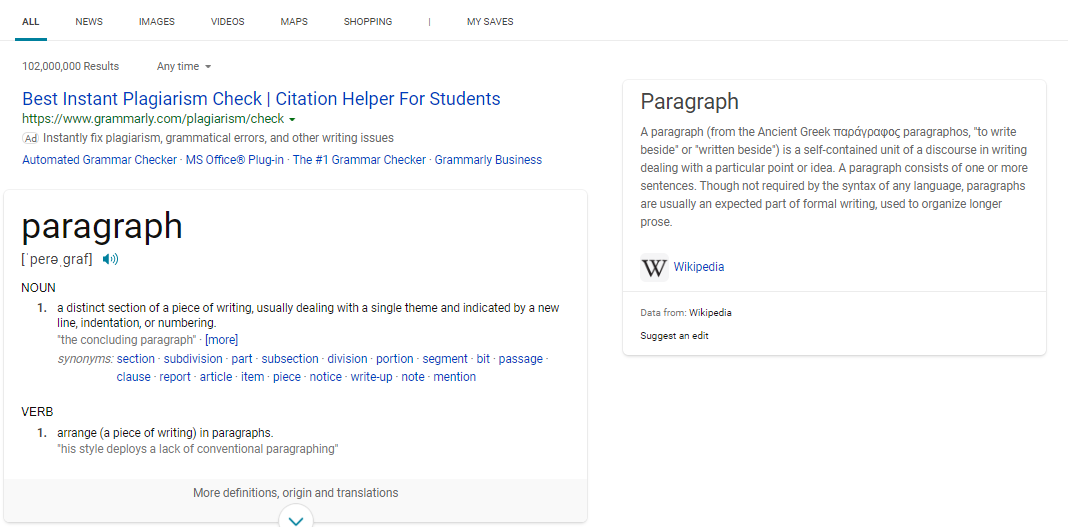 ALL NEWS IMAGES VIDEOS MAPS SHOPPING | MY SAVES
102,000,000 Results Any time
Best Instant Plagiarism Check | Citation Helper For Students
https://www.grammarly.com/plagiarism/check
Ad Instantly fix plagiarism, grammatical errors, and other writing issues
Automated Grammar Checker · MS Office® Plug-in · The #1 Grammar Checker · Grammarly Business
paragraph
[ˈperəˌɡraf]
NOUN
1. a distinct section of a piece of writing, usually dealing with a single theme and indicated by a new
line, indentation, or numbering.
"the concluding paragraph" · [more]
synonyms: section · subdivision · part · subsection · division · portion · segment · bit · passage ·
clause · report · article · item · piece · notice · write-up · note · mention
VERB
1. arrange (a piece of writing) in paragraphs.
"his style deploys a lack of conventional paragraphing"
More definitions, origin and translations
Paragraph
A paragraph (from the Ancient Greek παράγραφος paragraphos, "to write
beside" or "written beside") is a self-contained unit of a discourse in writing
dealing with a particular point or idea. A paragraph consists of one or more
sentences. Though not required by the syntax of any language, paragraphs
are usually an expected part of formal writing, used to organize longer
prose.
W Wikipedia
Data from: Wikipedia
Suggest an edit